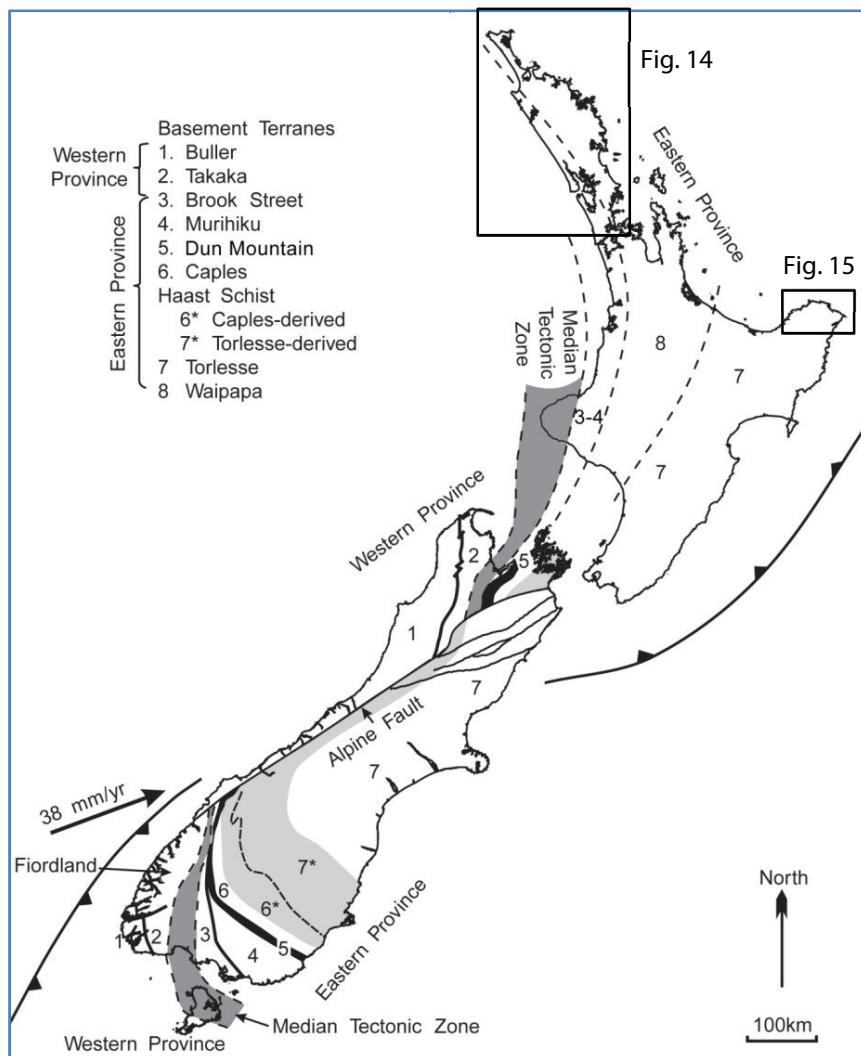 Fig. 14
Basement Terranes
Western Province
1. Buller
2. Takaka
Eastern Province
3. Brook Street
4. Murihiku
5. Dun Mountain
6. Caples
Haast Schist
6* Caples-derived
7* Torlesse-derived
7 Torlesse
8 Waipapa
Eastern Province
Fig. 15
Median
Tectonic
Zone
8
7
3-4
7
Western Province
2
5
1
7
Alpine Fault
7
38 mm/yr
Fiordland
7*
6
6*
North
1
2
3
4
5
Eastern Province
Median Tectonic Zone
Western Province
100km